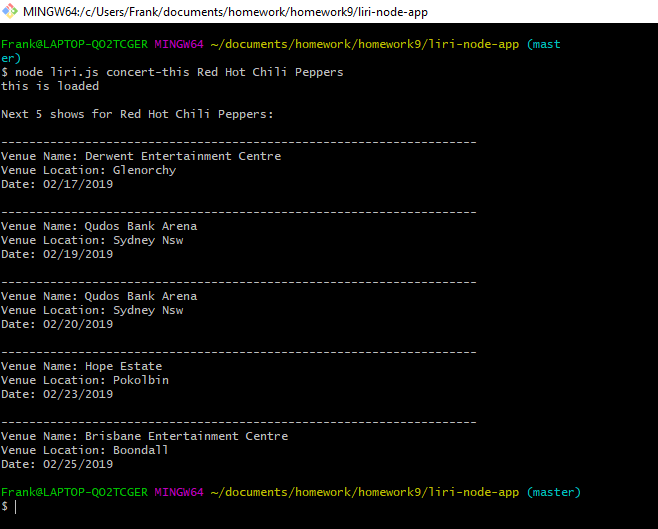 MINGW64:/c/Users/Frank/documents/homework/homework9/liri-node-app
Frank@LAPTOP-QO2TCGER MINGW64 ~/documents/homework/homework9/liri-node-app (mast
er)
$ node liri.js concert-this Red Hot Chili Peppers
this is loaded
Next 5 shows for Red Hot Chili Peppers:
--------------------------------------------------------------------
Venue Name: Derwent Entertainment Centre
Venue Location: Glenorchy
Date: 02/17/2019
--------------------------------------------------------------------
Venue Name: Qudos Bank Arena
Venue Location: Sydney Nsw
Date: 02/19/2019
--------------------------------------------------------------------
Venue Name: Qudos Bank Arena
Venue Location: Sydney Nsw
Date: 02/20/2019
--------------------------------------------------------------------
Venue Name: Hope Estate
Venue Location: Pokolbin
Date: 02/23/2019
--------------------------------------------------------------------
Venue Name: Brisbane Entertainment Centre
Venue Location: Boondall
Date: 02/25/2019
Frank@LAPTOP-QO2TCGER MINGW64 ~/documents/homework/homework9/liri-node-app (master)
$